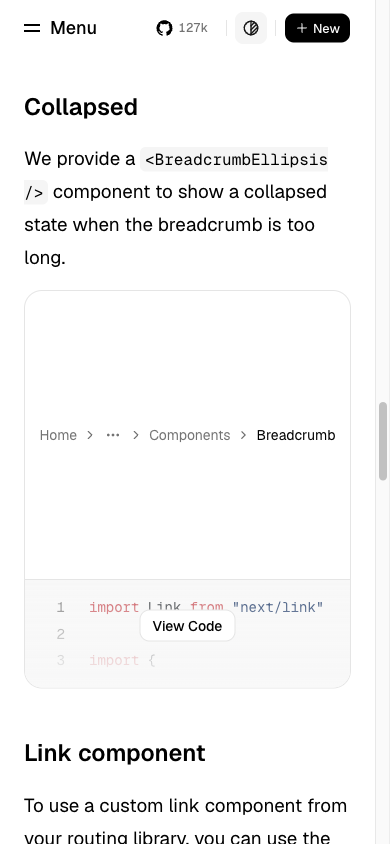 Menu 127k New
Collapsed
We provide a <BreadcrumbEllipsis
/> component to show a collapsed
state when the breadcrumb is too
long.
Home ··· Components Breadcrumb
1 import Link from "next/link"
View Code
2
3 import {
Link component
To use a custom link component from
your routing library, you can use the